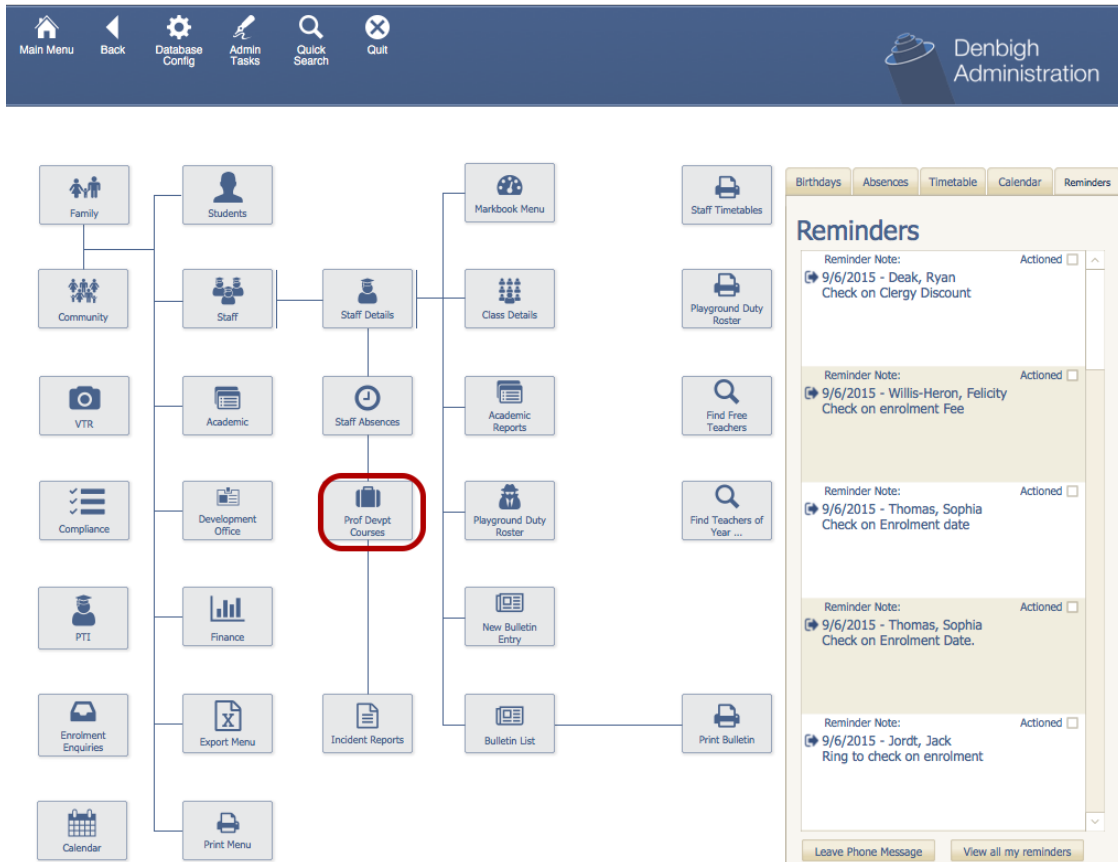 Main Menu
Back
Database
Config
Admin
Tasks
Quick
Search
Quit
Denbigh
Administration
Family
Students
Markbook Menu
Staff Timetables
Community
Staff
Staff Details
Class Details
Playground Duty
Roster
VTR
Academic
Staff Absences
Academic
Reports
Find Free
Teachers
Compliance
Development
Office
Prof Devpt
Courses
Playground Duty
Roster
Find Teachers of
Year ...
PTI
Finance
New Bulletin
Entry
Enrolment
Enquiries
X
Export Menu
Incident Reports
Bulletin List
Print Bulletin
Calendar
Print Menu
Birthdays
Absences
Timetable
Calendar
Reminders
Reminders
Reminder Note: Actioned
9/6/2015 - Deak, Ryan
Check on Clergy Discount
Reminder Note: Actioned
9/6/2015 - Willis-Heron, Felicity
Check on enrolment Fee
Reminder Note: Actioned
9/6/2015 - Thomas, Sophia
Check on Enrolment date
Reminder Note: Actioned
9/6/2015 - Thomas, Sophia
Check on Enrolment Date.
Reminder Note: Actioned
9/6/2015 - Jordt, Jack
Ring to check on enrolment
Leave Phone Message
View all my reminders